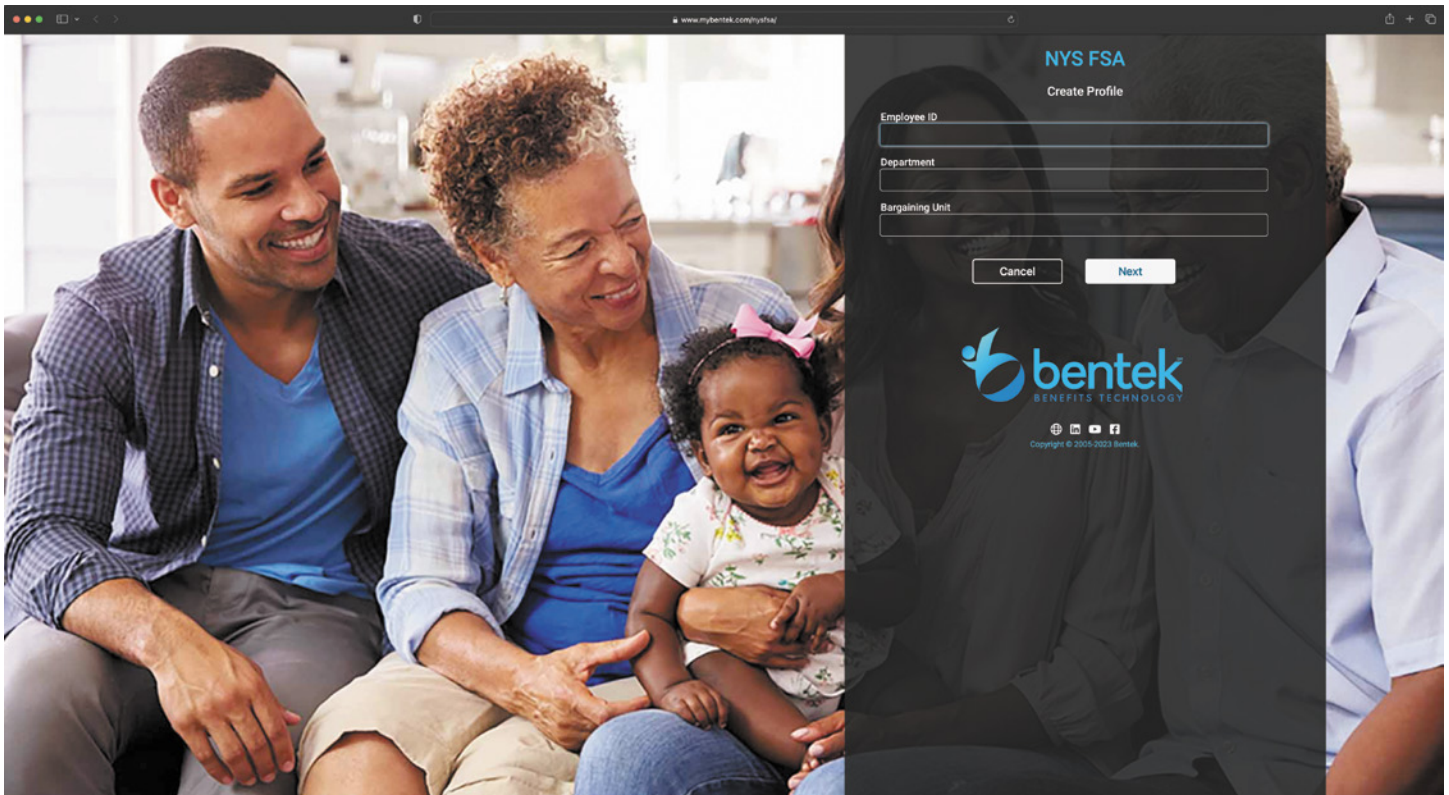 www.mybentek.com/nysfsa/
NYS FSA
Create Profile
Employee ID
Department
Bargaining Unit
Cancel
Next
bentek
BENEFITS TECHNOLOGY
Copyright © 2005-2023 Bentek.